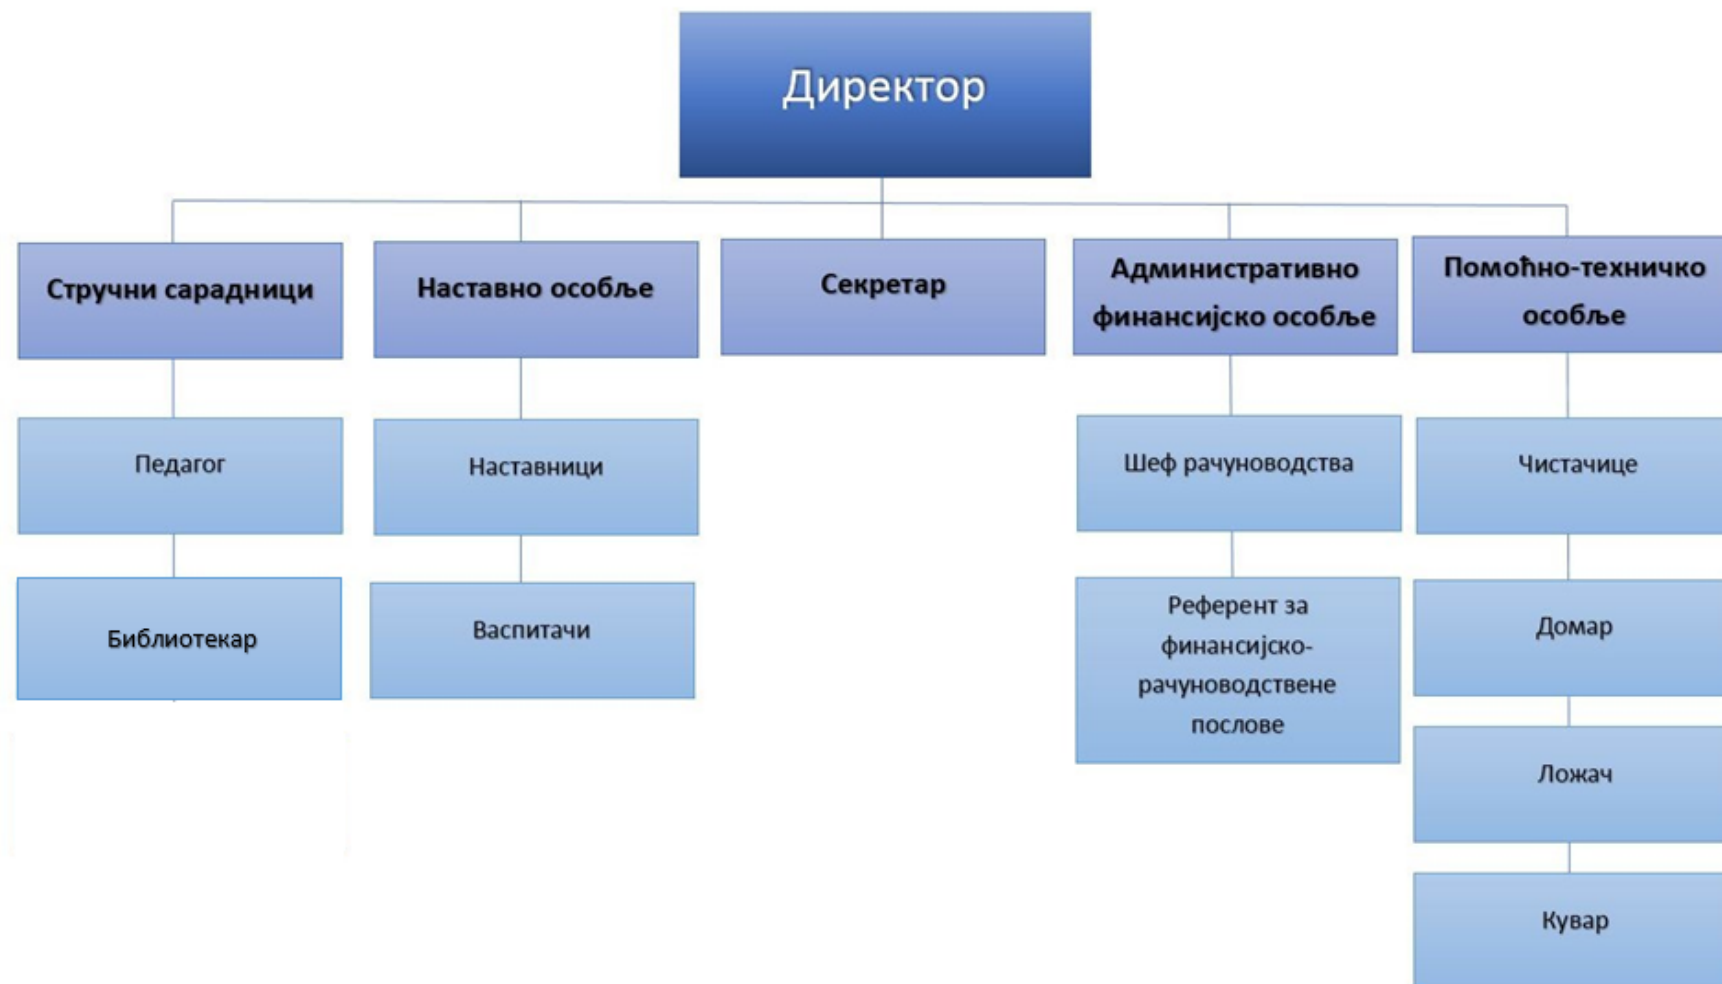 Директор
Стручни сарадници
Наставно особље
Секретар
Административно
финансијско особље
Помоћно-техничко
особље
Педагог
Наставници
Шеф рачуноводства
Чистачице
Библиотекар
Васпитачи
Референт за
финансијско-
рачуноводствене
послове
Домар
Ложач
Кувар